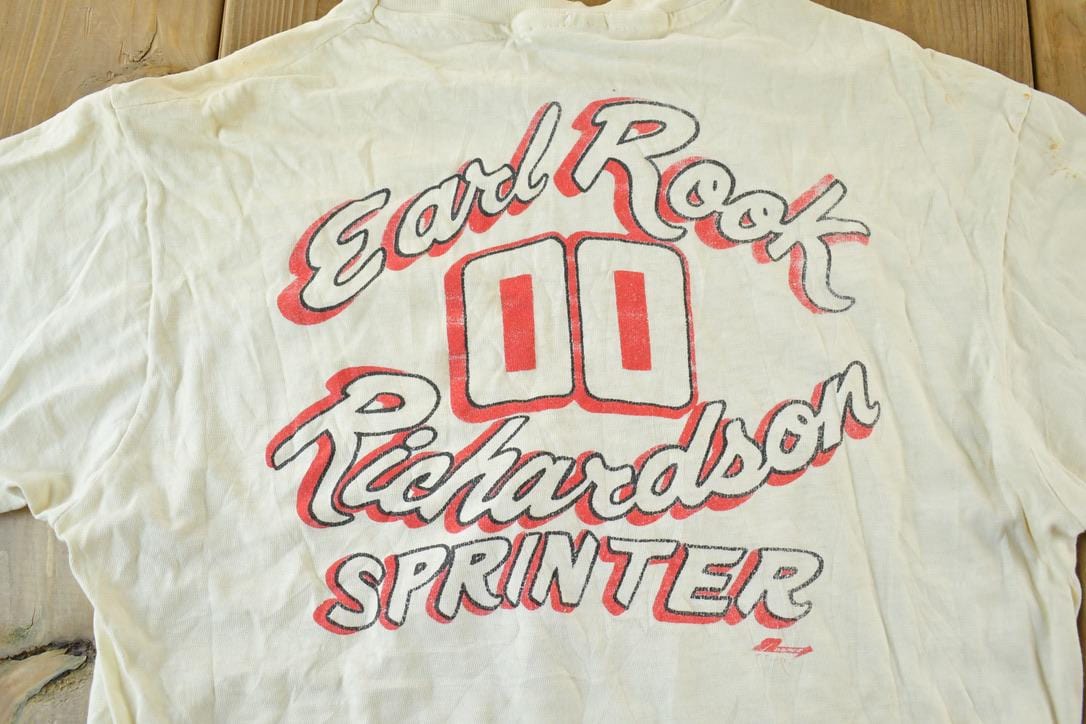 Earl Rook
00
Richardson
SPRINTER